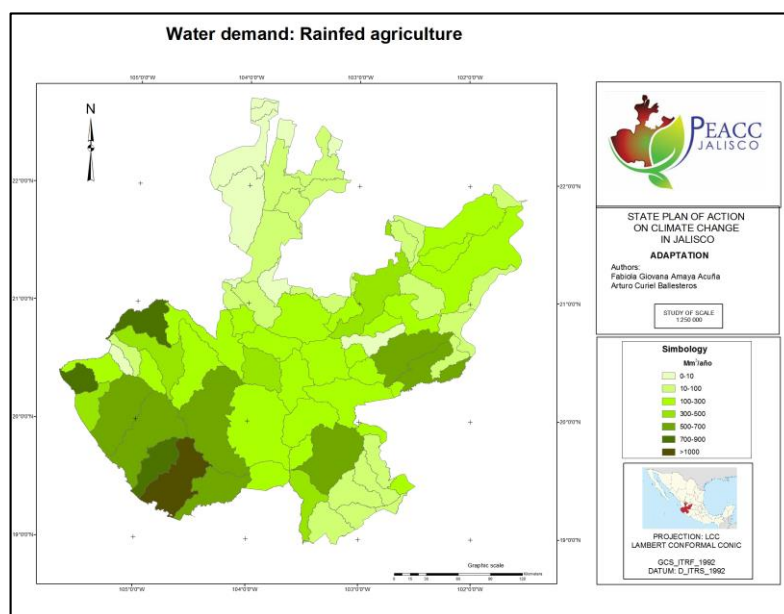 Water demand: Rainfed agriculture
105°0'0"W
104°0'0"W
103°0'0"W
102°0'0"W
N
22°0'0"N
22°0'0"N
21°0'0"N
21°0'0"N
20°0'0"N
20°0'0"N
19°0'0"N
19°0'0"N
105°0'0"W
104°0'0"W
103°0'0"W
102°0'0"W
Graphic scale
PEACC
JALISCO
STATE PLAN OF ACTION
ON CLIMATE CHANGE
IN JALISCO
ADAPTATION
Authors:
Fabiola Giovana Amaya Acuña
Arturo Curiel Ballesteros
STUDY OF SCALE
1:250 000
Simbology
Mm³/año
0-10
10-100
100-300
300-500
500-700
700-900
>1000
PROJECTION: LCC
LAMBERT CONFORMAL CONIC
GCS_ITRF_1992
DATUM: D_ITRS_1992